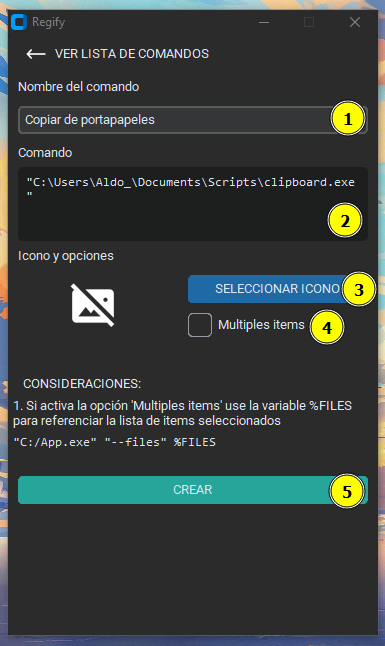 Regify
VER LISTA DE COMANDOS
Nombre del comando
Copiar de portapapeles
1
Comando
"C:\Users\Aldo_\Documents\Scripts\clipboard.exe
"
2
Icono y opciones
SELECCIONAR ICONO
3
Multiples items
4
CONSIDERACIONES:
1. Si activa la opción 'Multiples items' use la variable %FILES
para referenciar la lista de items seleccionados
"C:/App.exe" "--files" %FILES
CREAR
5